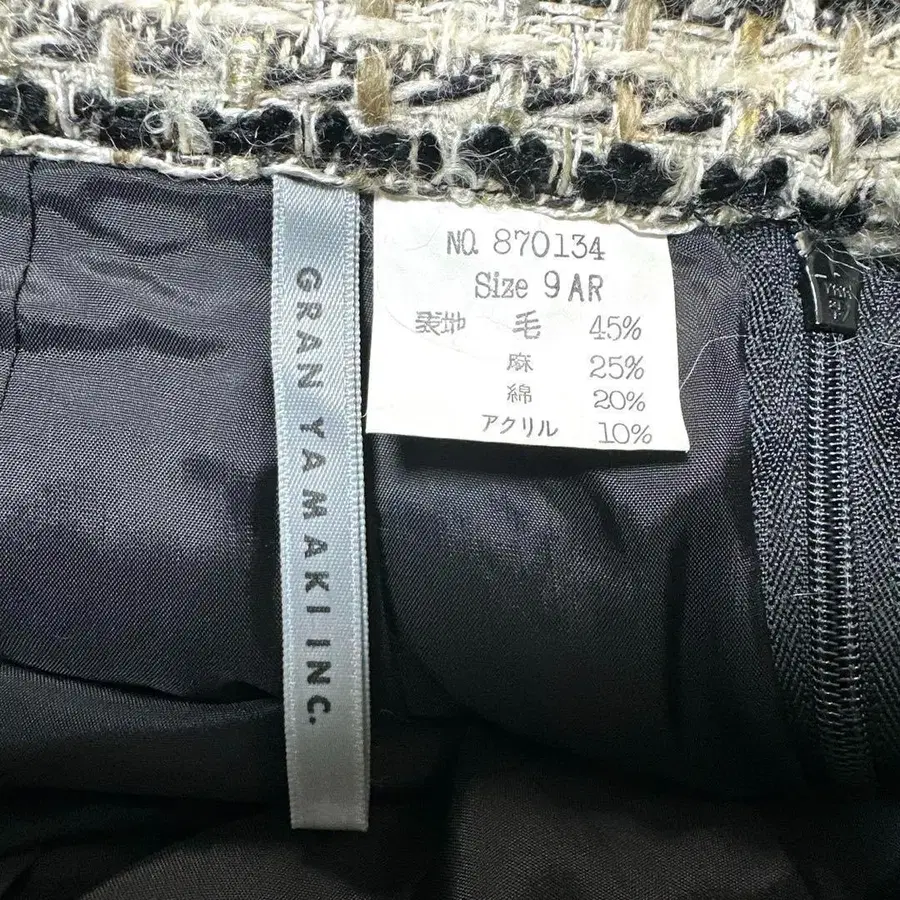 GRAN YAMAKI INC.
NO. 870134
Size 9AR
表地 毛 45%
麻 25%
綿 20%
アクリル 10%
YKK